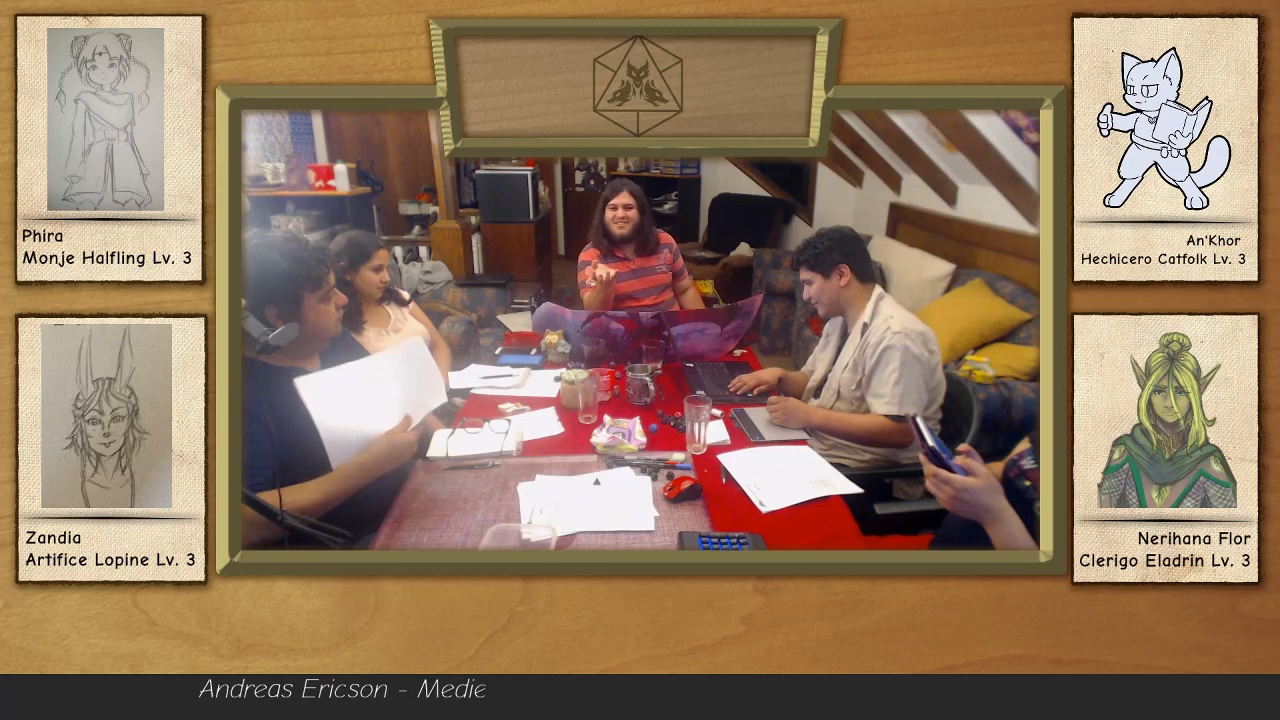 Phira
Monje Halfling Lv. 3
An'Khor
Hechicero Catfolk Lv. 3
Zandia
Artifice Lopine Lv. 3
Nerihana Flor
Clerigo Eladrin Lv. 3
Andreas Ericson - Medie